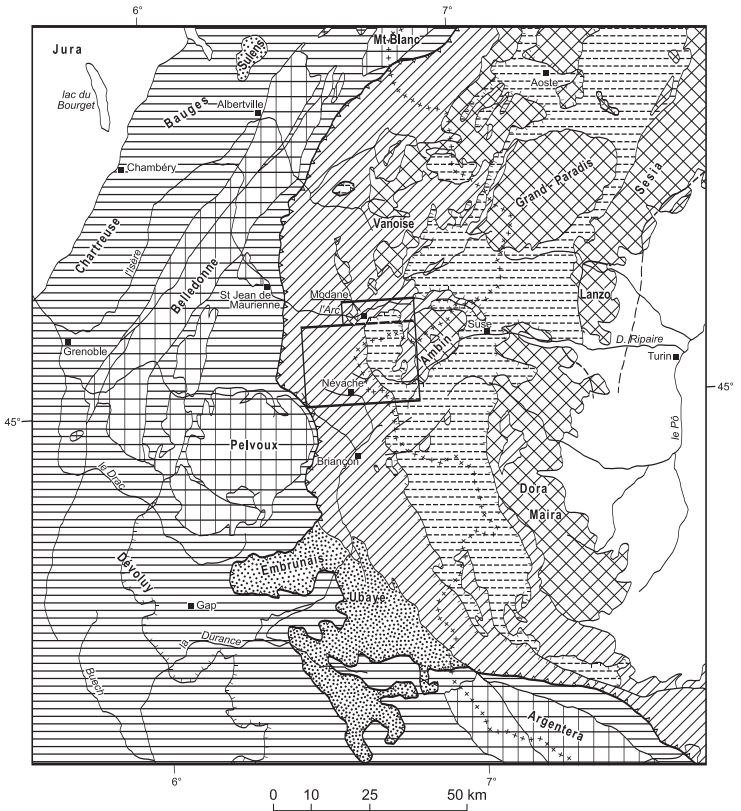 6°
7°
Jura
Mt Blanc
Sulens
lac du
Bourget
Aoste
Albertville
Bauges
Chambéry
Grand - Paradis
Sesia
Vanoise
Chartreuse
l'Isère
Belledonne
St Jean de
Maurienne
Modane
l'Arc
Lanzo
Suse
Ambin
D. Ripaire
Grenoble
Turin
Névache
45°
45°
le Pô
Pelvoux
Briançon
le Drac
Dora
Maira
Dévoluy
Embrunais
Ubaye
Gap
la Durance
Buech
Argentera
6°
7°
0 10 25 50 km